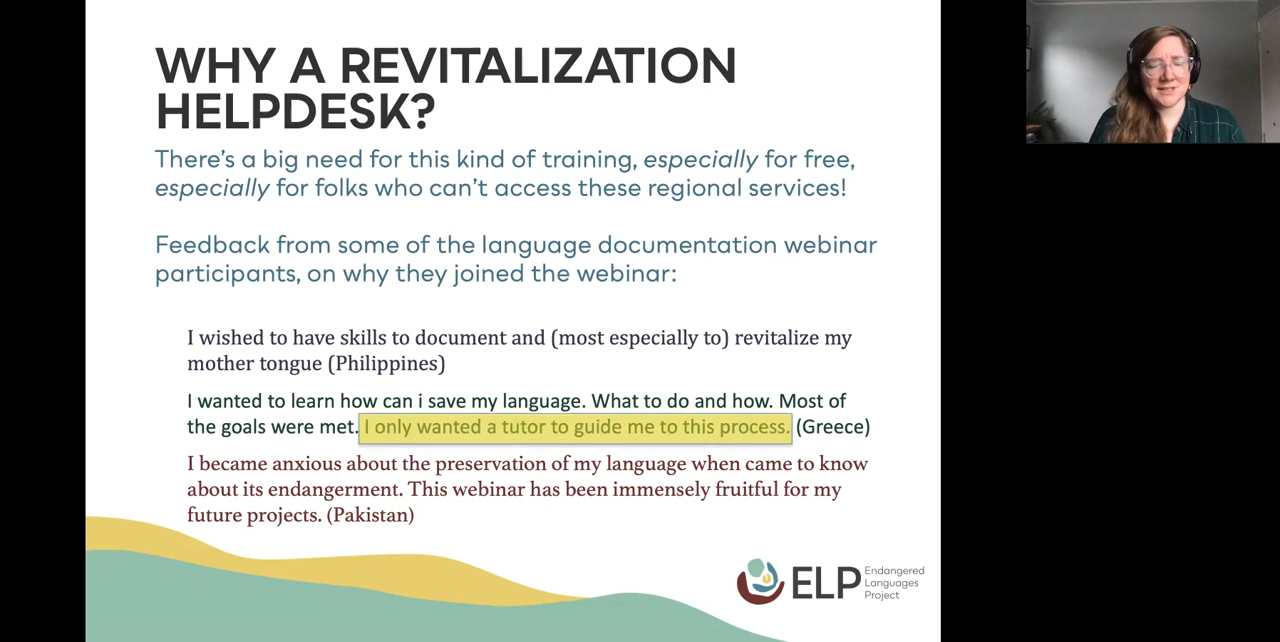 WHY A REVITALIZATION
HELPDESK?
There's a big need for this kind of training, especially for free,
especially for folks who can't access these regional services!
Feedback from some of the language documentation webinar
participants, on why they joined the webinar:
I wished to have skills to document and (most especially to) revitalize my
mother tongue (Philippines)
I wanted to learn how can i save my language. What to do and how. Most of
the goals were met. I only wanted a tutor to guide me to this process. (Greece)
I became anxious about the preservation of my language when came to know
about its endangerment. This webinar has been immensely fruitful for my
future projects. (Pakistan)
ELP
Endangered
Languages
Project